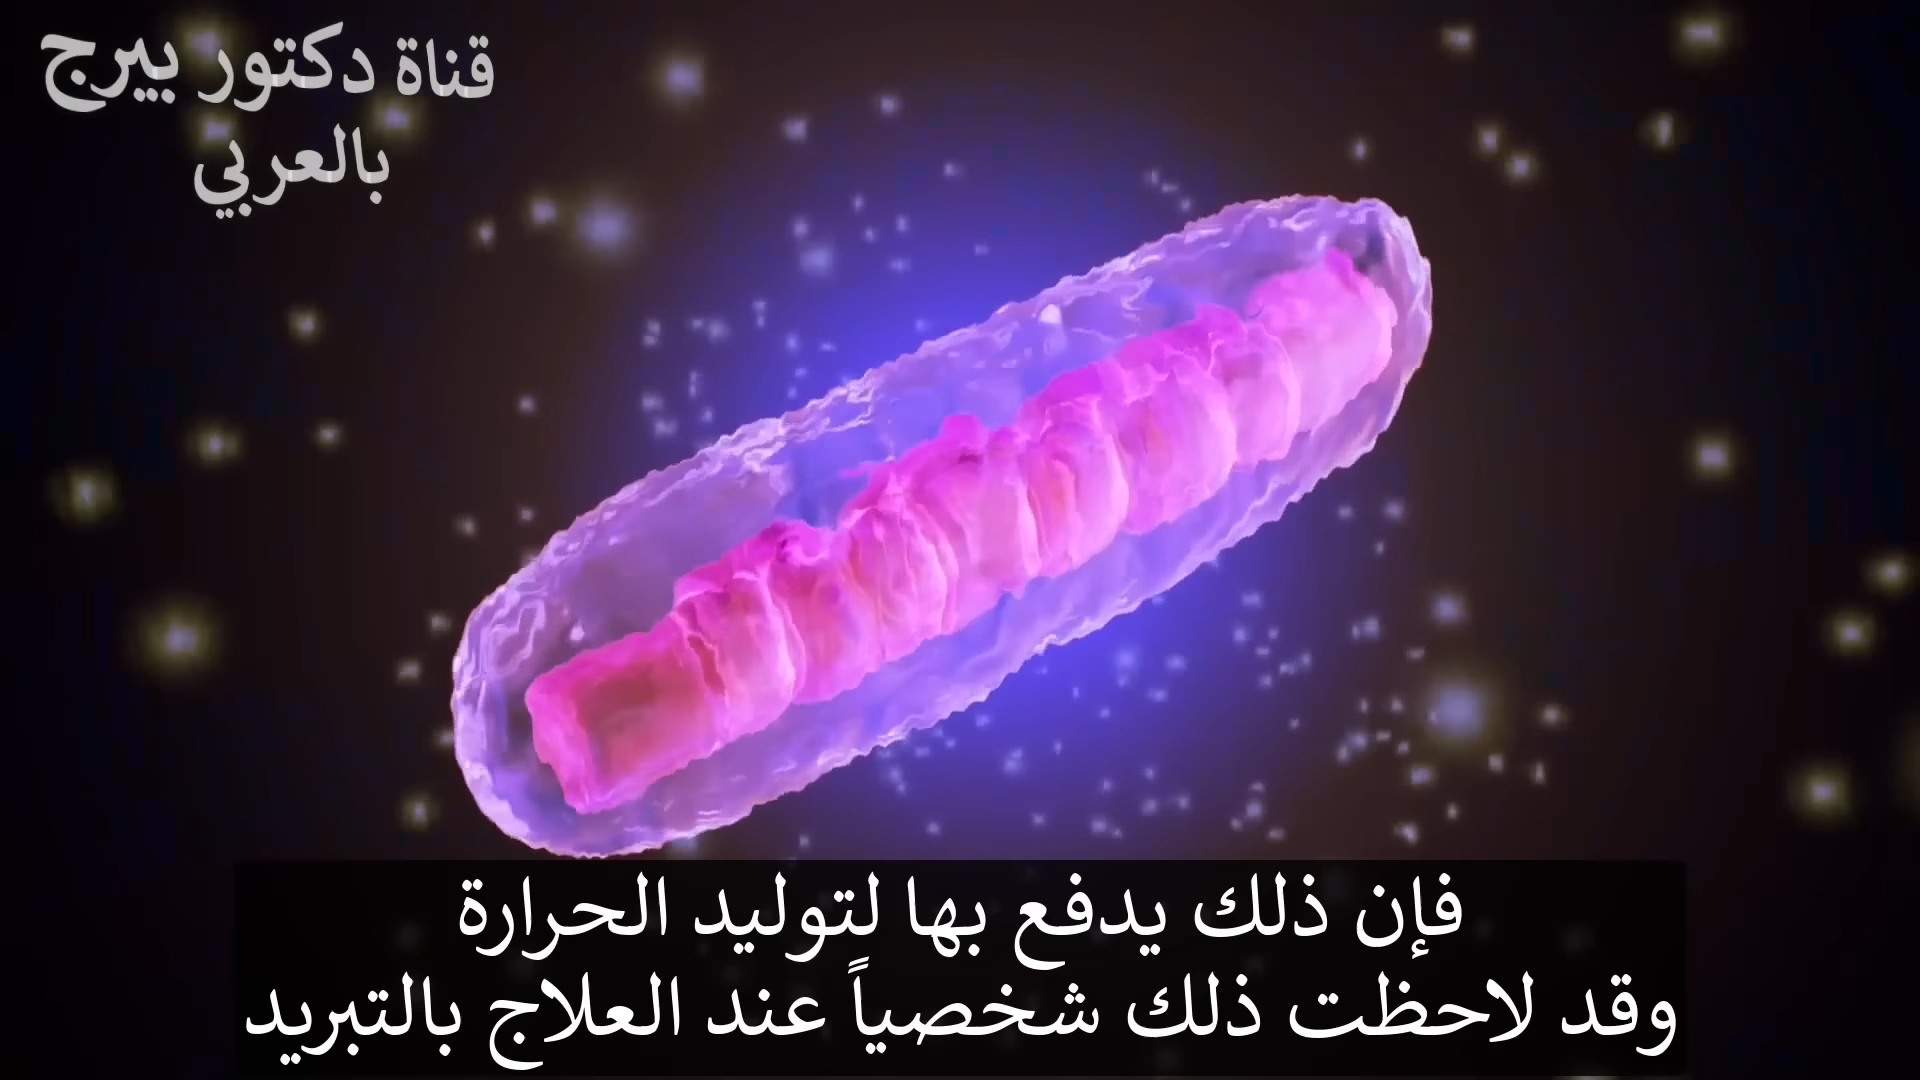 قناة دكتور بيرج
بالعربي
فإن ذلك يدفع بها لتوليد الحرارة
وقد لاحظت ذلك شخصياً عند العلاج بالتبريد